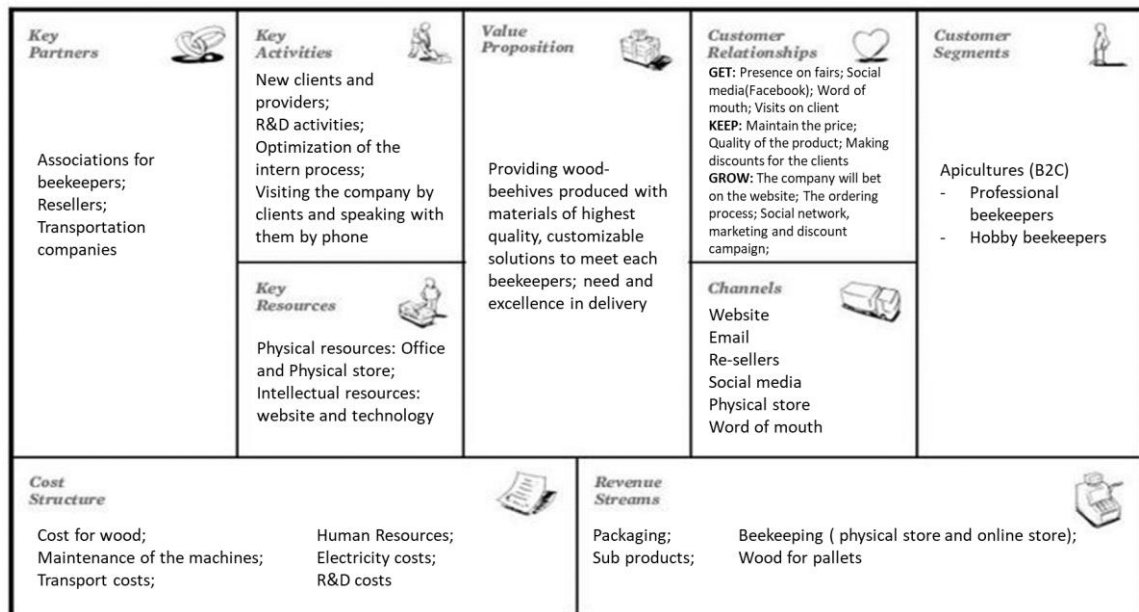 Key
Partners
Associations for
beekeepers;
Resellers;
Transportation
companies
Key
Activities
New clients and
providers;
R&D activities;
Optimization of the
intern process;
Visiting the company by
clients and speaking with
them by phone
Key
Resources
Physical resources: Office
and Physical store;
Intellectual resources:
website and technology
Value
Proposition
Providing wood-
beehives produced with
materials of highest
quality, customizable
solutions to meet each
beekeepers; need and
excellence in delivery
Customer
Relationships
GET: Presence on fairs; Social
media(Facebook); Word of
mouth; Visits on client
KEEP: Maintain the price;
Quality of the product; Making
discounts for the clients
GROW: The company will bet
on the website; The ordering
process; Social network,
marketing and discount
campaign;
Channels
Website
Email
Re-sellers
Social media
Physical store
Word of mouth
Customer
Segments
Apicultures (B2C)
- Professional
beekeepers
- Hobby beekeepers
Cost
Structure
Cost for wood;
Maintenance of the machines;
Transport costs;
Human Resources;
Electricity costs;
R&D costs
Revenue
Streams
Packaging;
Sub products;
Beekeeping ( physical store and online store);
Wood for pallets